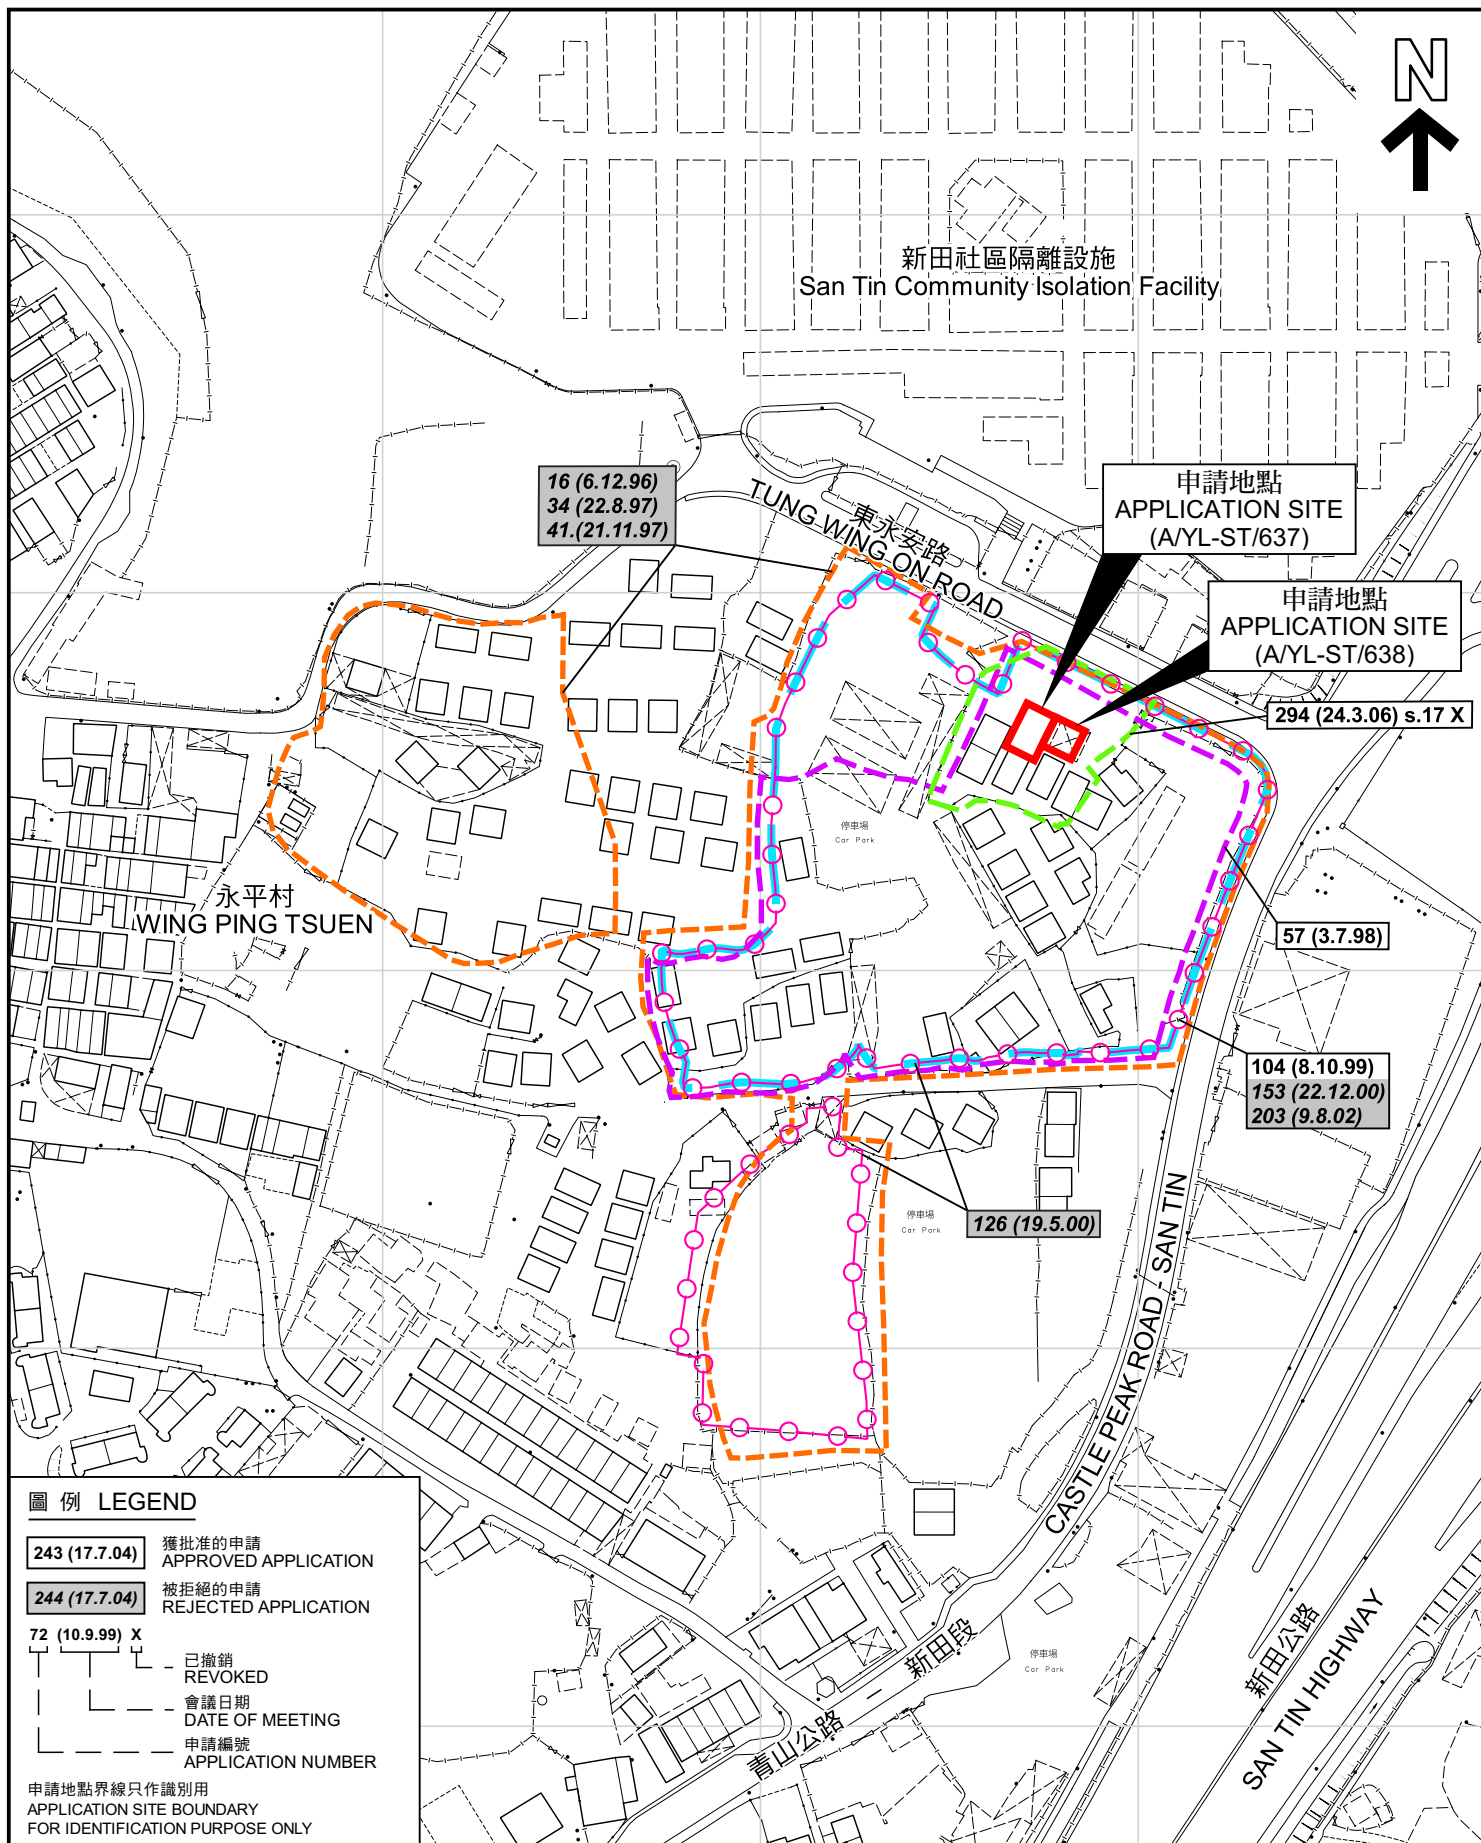 N
新田社區隔離設施
San Tin Community Isolation Facility
16 (6.12.96)
34 (22.8.97)
41.(21.11.97)
東永安路
TUNG WING ON ROAD
申請地點
APPLICATION SITE
(A/YL-ST/637)
申請地點
APPLICATION SITE
(A/YL-ST/638)
294 (24.3.06) s.17 X
停車場
Car Park
永平村
WING PING TSUEN
57 (3.7.98)
104 (8.10.99)
153 (22.12.00)
203 (9.8.02)
126 (19.5.00)
停車場
Car Park
CASTLE PEAK ROAD - SAN TIN
青山公路
新田段
停車場
Car Park
新田公路
SAN TIN HIGHWAY
圖 例 LEGEND
243 (17.7.04)
獲批准的申請
APPROVED APPLICATION
244 (17.7.04)
被拒絕的申請
REJECTED APPLICATION
72 (10.9.99) X
已撤銷
REVOKED
會議日期
DATE OF MEETING
申請編號
APPLICATION NUMBER
申請地點界線只作識別用
APPLICATION SITE BOUNDARY
FOR IDENTIFICATION PURPOSE ONLY